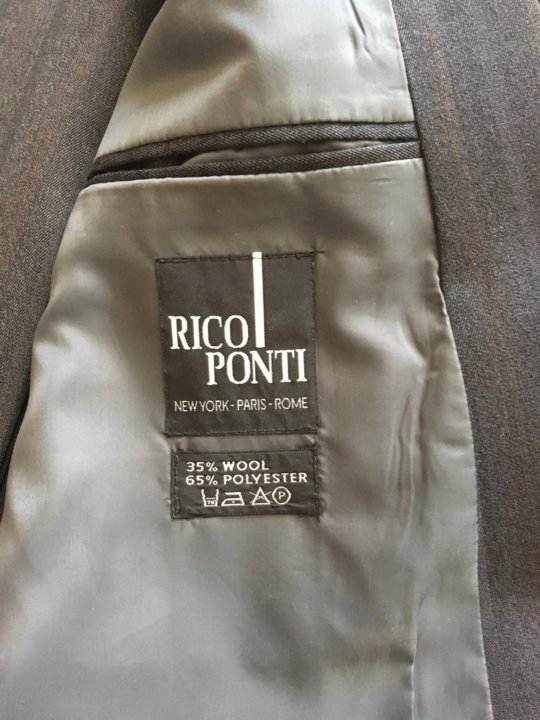 RICO
PONTI
NEW YORK - PARIS - ROME
35% WOOL
65% POLYESTER
P